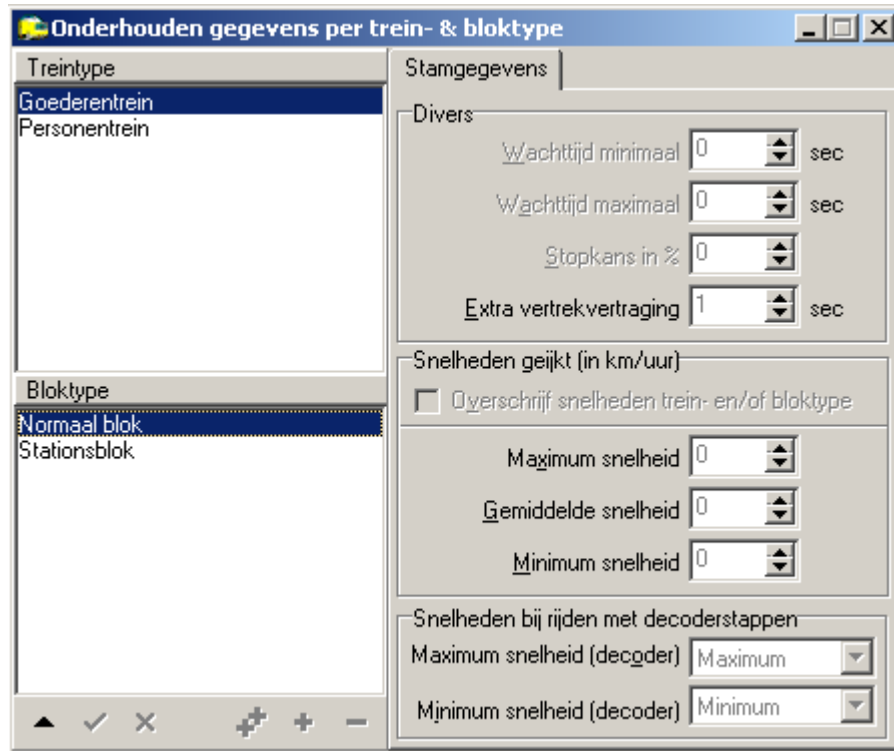 Onderhouden gegevens per trein- & bloktype
Treintype
Goederentrein
Personentrein
Bloktype
Normaal blok
Stationsblok
Stamgegevens
Divers
Wachttijd minimaal 0 sec
Wachttijd maximaal 0 sec
Stopkans in % 0
Extra vertrekvertraging 1 sec
Snelheden geijkt (in km/uur)
Overschrijf snelheden trein- en/of bloktype
Maximum snelheid 0
Gemiddelde snelheid 0
Minimum snelheid 0
Snelheden bij rijden met decoderstappen
Maximum snelheid (decoder) Maximum
Minimum snelheid (decoder) Minimum